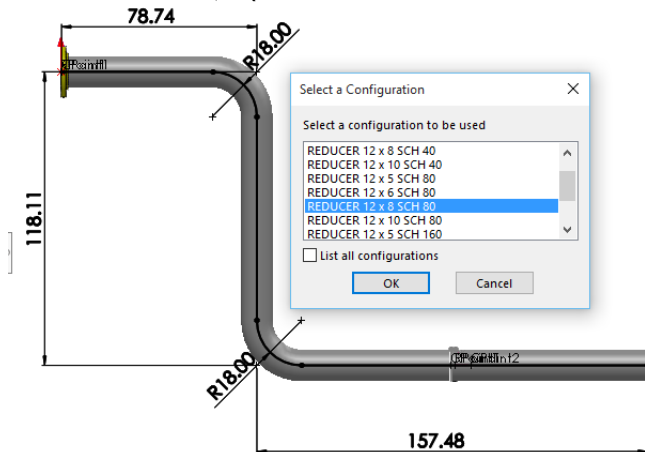 78.74
R18.00
118.11
Select a Configuration
Select a configuration to be used
REDUCER 12 x 8 SCH 40
REDUCER 12 x 10 SCH 40
REDUCER 12 x 5 SCH 80
REDUCER 12 x 6 SCH 80
REDUCER 12 x 8 SCH 80
REDUCER 12 x 10 SCH 80
REDUCER 12 x 5 SCH 160
List all configurations
OK
Cancel
R18.00
157.48